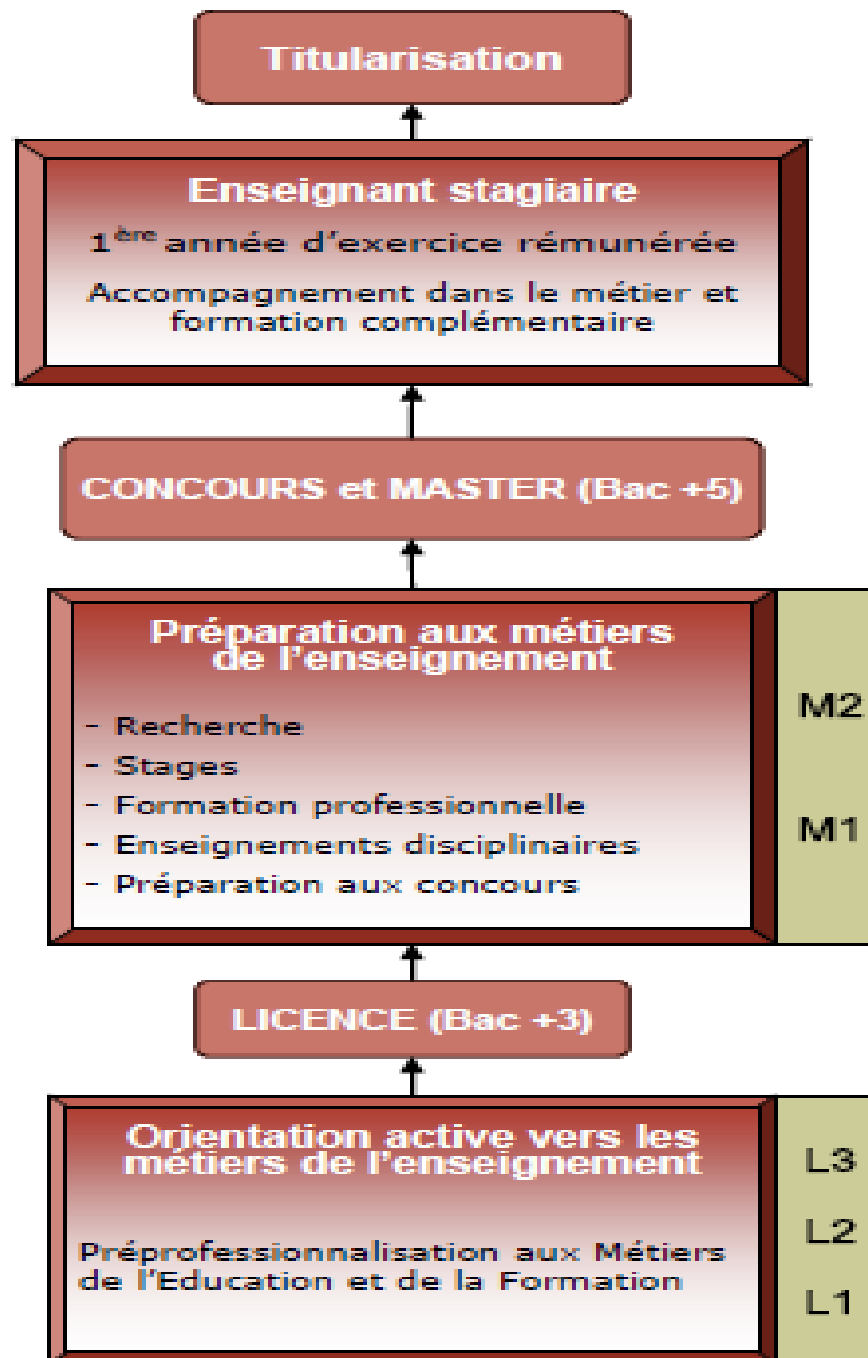 Titularisation
Enseignant stagiaire
1ère année d'exercice rémunérée
Accompagnement dans le métier et
formation complémentaire
CONCOURS et MASTER (Bac +5)
Préparation aux métiers
de l'enseignement
- Recherche
- Stages
- Formation professionnelle
- Enseignements disciplinaires
- Préparation aux concours
M2
M1
LICENCE (Bac +3)
Orientation active vers les
métiers de l'enseignement
Préprofessionnalisation aux Métiers
de l'Education et de la Formation
L3
L2
L1